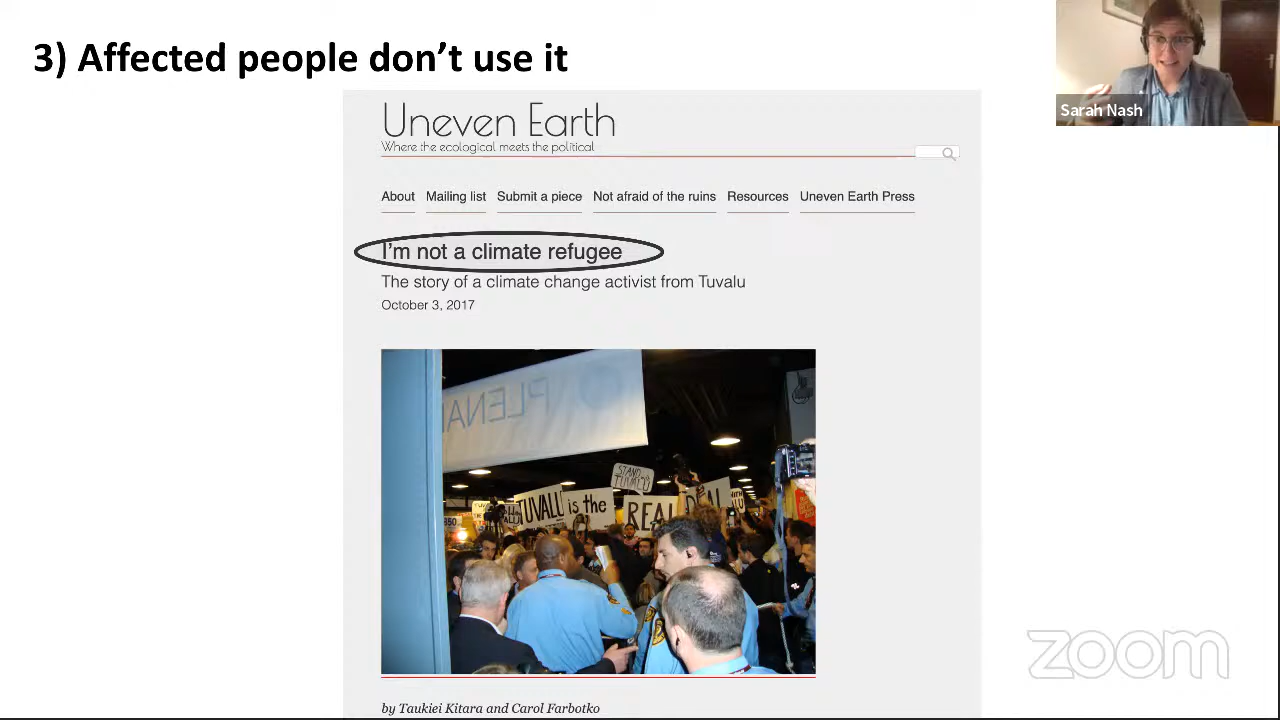 3) Affected people don't use it
Sarah Nash
Uneven Earth
Where the ecological meets the political
About Mailing list Submit a piece Not afraid of the ruins Resources Uneven Earth Press
I'm not a climate refugee
The story of a climate change activist from Tuvalu
October 3, 2017
PLENA
STAND
TUVALU
TUVALU is the REAL DEAL
350
by Taukiei Kitara and Carol Farbotko
zoom